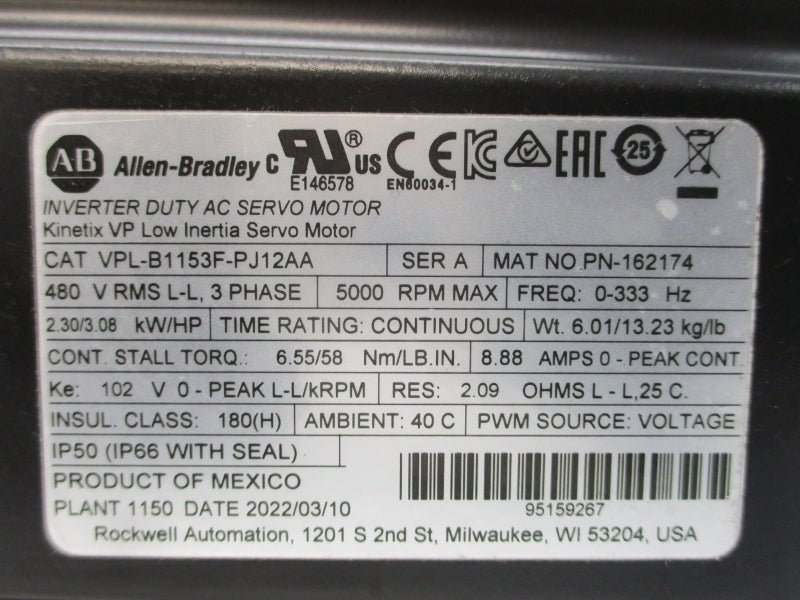 AB Allen-Bradley C RU® US CE EAC 25
E146578 EN60034-1
INVERTER DUTY AC SERVO MOTOR
Kinetix VP Low Inertia Servo Motor
CAT VPL-B1153F-PJ12AA SER A MAT NO PN-162174
480 V RMS L-L, 3 PHASE 5000 RPM MAX FREQ: 0-333 Hz
2.30/3.08 kW/HP TIME RATING: CONTINUOUS Wt. 6.01/13.23 kg/lb
CONT. STALL TORQ.: 6.55/58 Nm/LB.IN. 8.88 AMPS 0 - PEAK CONT.
Ke: 102 V 0 - PEAK L-L/kRPM RES: 2.09 OHMS L - L,25 C.
INSUL. CLASS: 180(H) AMBIENT: 40 C PWM SOURCE: VOLTAGE
IP50 (IP66 WITH SEAL)
PRODUCT OF MEXICO
PLANT 1150 DATE 2022/03/10 95159267
Rockwell Automation, 1201 S 2nd St, Milwaukee, WI 53204, USA